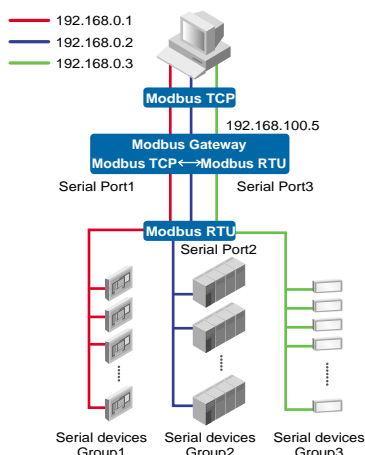 192.168.0.1
192.168.0.2
192.168.0.3
Modbus TCP
192.168.100.5
Modbus Gateway
Modbus TCP ↔ Modbus RTU
Serial Port1
Serial Port3
Modbus RTU
Serial Port2
Serial devices
Group1
Serial devices
Group2
Serial devices
Group3